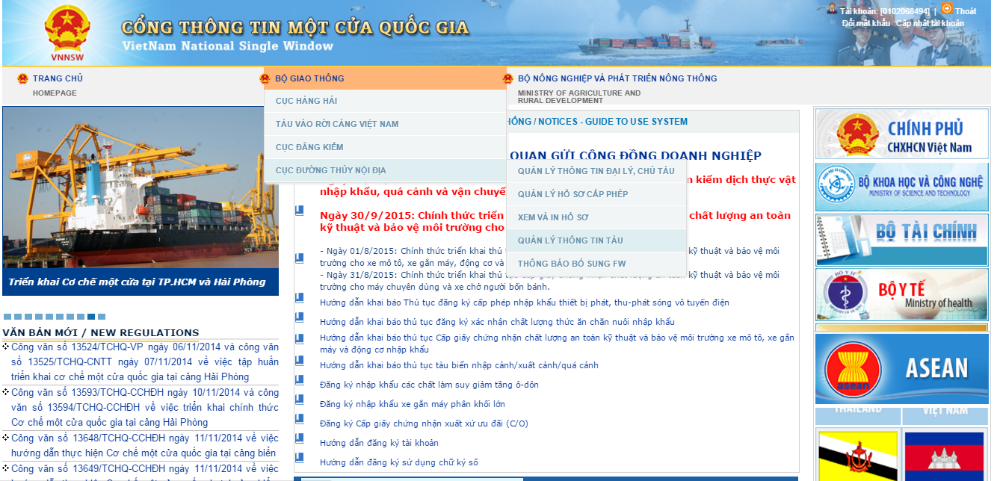 VNNSW
CỔNG THÔNG TIN MỘT CỬA QUỐC GIA
VietNam National Single Window
Tài khoản: [0102068494] | Thoát
Đổi mật khẩu Cập nhật tài khoản
TRANG CHỦ
HOMEPAGE
BỘ GIAO THÔNG
BỘ NÔNG NGHIỆP VÀ PHÁT TRIỂN NÔNG THÔNG
MINISTRY OF AGRICULTURE AND
RURAL DEVELOPMENT
CỤC HÀNG HẢI
TÀU VÀO RỜI CẢNG VIỆT NAM
CỤC ĐĂNG KIỂM
CỤC ĐƯỜNG THỦY NỘI ĐỊA
QUẢN LÝ THÔNG TIN ĐẠI LÝ, CHỦ TÀU
QUẢN LÝ HỒ SƠ CẤP PHÉP
XEM VÀ IN HỒ SƠ
QUẢN LÝ THÔNG TIN TÀU
THÔNG BÁO BỔ SUNG FW
Triển khai Cơ chế một cửa tại TP.HCM và Hải Phòng
VĂN BẢN MỚI / NEW REGULATIONS
Công văn số 13524/TCHQ-VP ngày 06/11/2014 và công văn
số 13525/TCHQ-CNTT ngày 07/11/2014 về việc tập huấn
triển khai cơ chế một cửa quốc gia tại cảng Hải Phòng
Công văn số 13593/TCHQ-CCHĐH ngày 10/11/2014 và công
văn số 13594/TCHQ-CCHĐH về việc triển khai chính thức
Cơ chế một cửa quốc gia tại cảng Hải Phòng
Công văn số 13648/TCHQ-CCHĐH ngày 11/11/2014 về việc
hướng dẫn thực hiện Cơ chế một cửa quốc gia tại cảng biển
Công văn số 13649/TCHQ-CCHĐH ngày 11/11/2014 về việc
/ NOTICES - GUIDE TO USE SYSTEM
QUAN GỬI CỘNG ĐỒNG DOANH NGHIỆP
kiểm dịch thực vật
nhập khẩu, quá cảnh và vận chuyể
Ngày 30/9/2015: Chính thức triển chất lượng an toàn
kỹ thuật và bảo vệ môi trường cho
- Ngày 01/8/2015: Chính thức triển khai thủ kỹ thuật và bảo vệ môi
trường cho xe mô tô, xe gắn máy, động cơ và
- Ngày 31/8/2015: Chính thức triển khai thủ tục cấp giấy chứng nhận chất lượng an toàn kỹ thuật và bảo vệ môi
trường cho máy chuyên dùng và xe chở người bốn bánh.
Hướng dẫn khai báo Thủ tục đăng ký cấp phép nhập khẩu thiết bị phát, thu-phát sóng vô tuyến điện
Hướng dẫn khai báo thủ tục đăng ký xác nhận chất lượng thức ăn chăn nuôi nhập khẩu
Hướng dẫn khai báo thủ tục Cấp giấy chứng nhận chất lượng an toàn kỹ thuật và bảo vệ môi trường xe mô tô, xe gắn
máy và động cơ nhập khẩu
Hướng dẫn khai báo thủ tục tàu biển nhập cảnh/xuất cảnh/quá cảnh
Đăng ký nhập khẩu các chất làm suy giảm tầng ô-dôn
Đăng ký nhập khẩu xe gắn máy phân khối lớn
Đăng ký Cấp giấy chứng nhận xuất xứ ưu đãi (C/O)
Hướng dẫn đăng ký tài khoản
Hướng dẫn đăng ký sử dụng chữ ký số
CHÍNH PHỦ
CHXHCN Việt Nam
BỘ KHOA HỌC VÀ CÔNG NGHỆ
MINISTRY OF SCIENCE AND TECHNOLOGY
BỘ TÀI CHÍNH
BỘ Y TẾ
Ministry of health
ASEAN
asean
THAILAND
VIỆT NAM